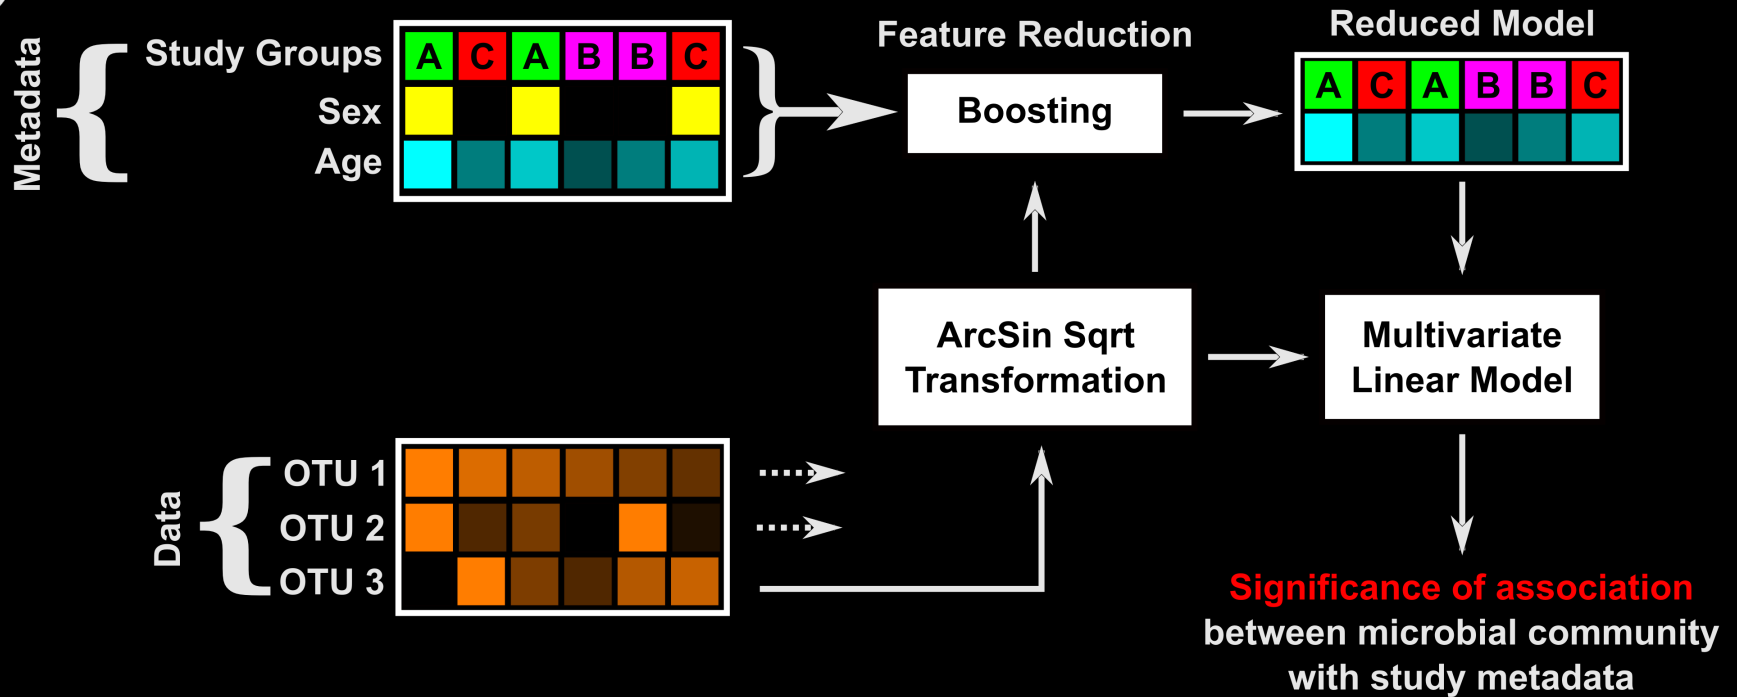 Metadata
Study Groups
A C A B B C
Sex
Age
Feature Reduction
Boosting
Reduced Model
A C A B B C
ArcSin Sqrt
Transformation
Multivariate
Linear Model
Data
OTU 1
OTU 2
OTU 3
Significance of association
between microbial community
with study metadata